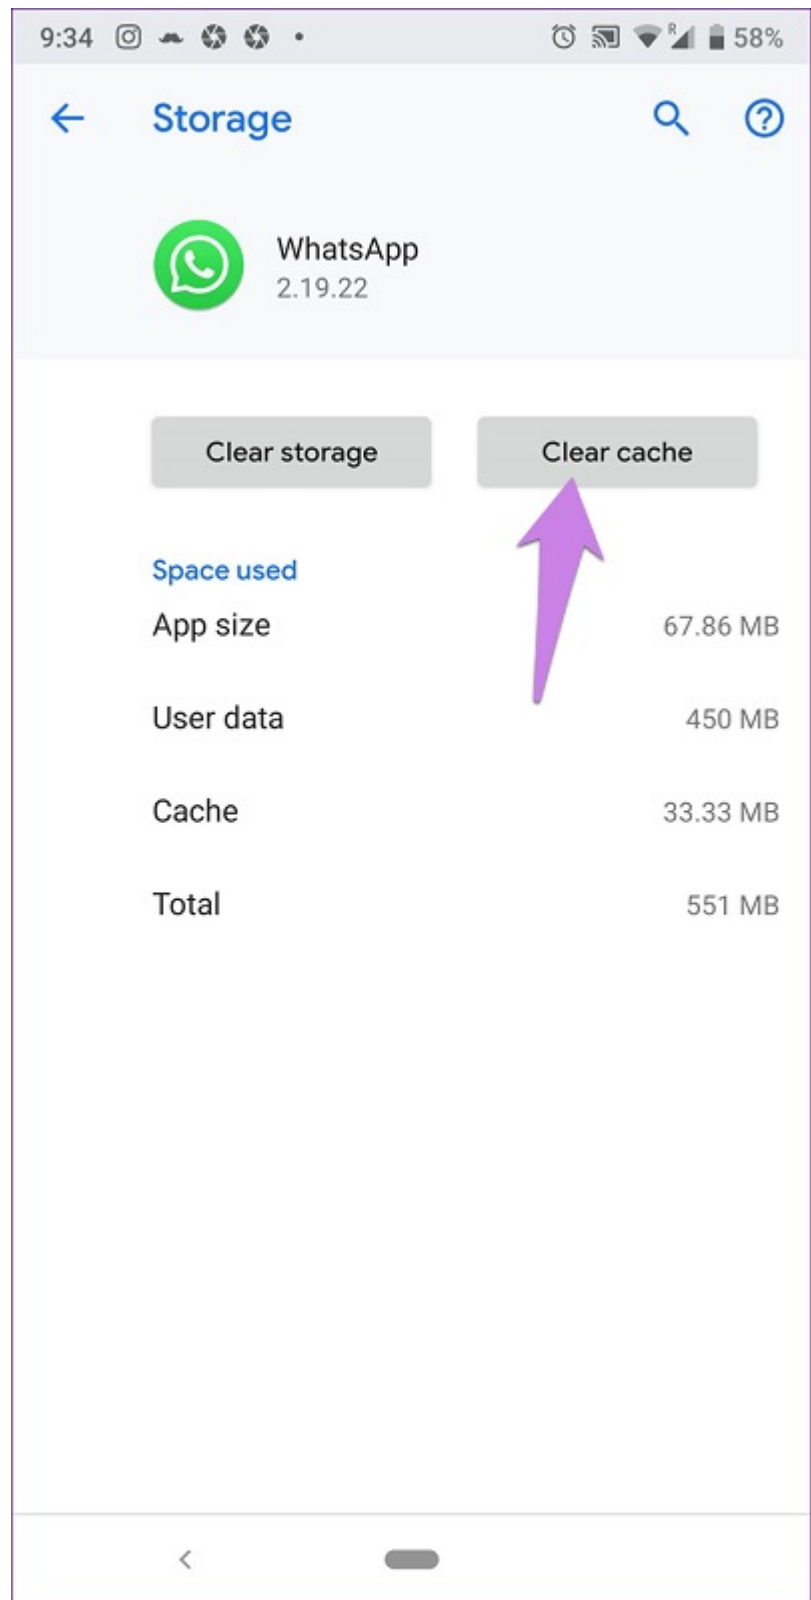 9:34 R 58%
Storage
WhatsApp
2.19.22
Clear storage Clear cache
Space used
App size 67.86 MB
User data 450 MB
Cache 33.33 MB
Total 551 MB